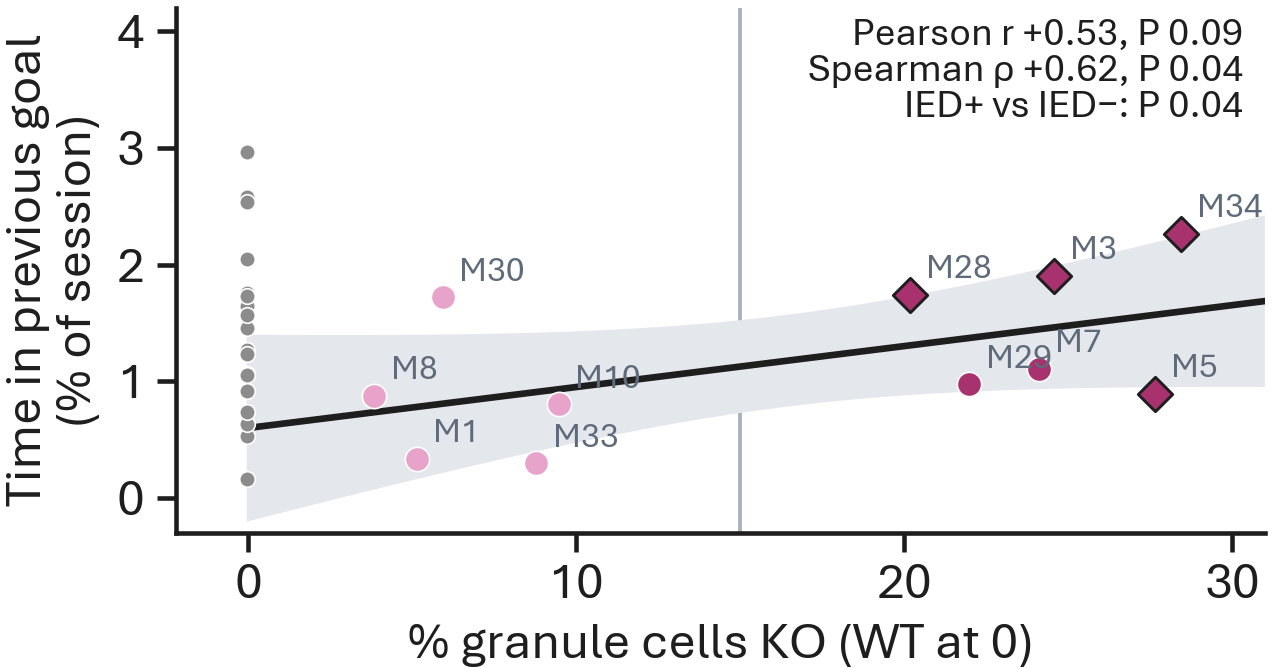 Time in previous goal
(% of session)
4
3
2
1
0
Pearson r +0.53, P 0.09
Spearman ρ +0.62, P 0.04
IED+ vs IED−: P 0.04
M34
M3
M28
M30
M7
M29
M8
M10
M5
M1
M33
0
10
20
30
% granule cells KO (WT at 0)